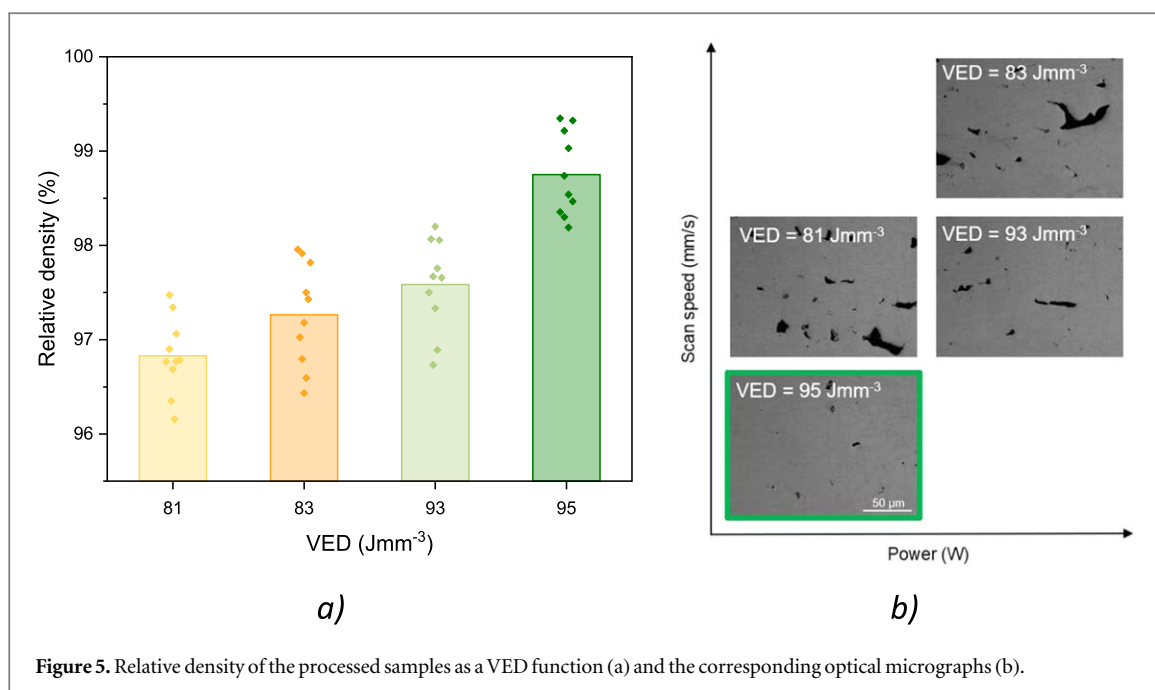 100
99
98
97
96
Relative density (%)
81
83
93
95
VED (Jmm-3)
a)
VED = 83 Jmm-3
VED = 81 Jmm-3
VED = 93 Jmm-3
VED = 95 Jmm-3
50 µm
Scan speed (mm/s)
Power (W)
b)
Figure 5. Relative density of the processed samples as a VED function (a) and the corresponding optical micrographs (b).